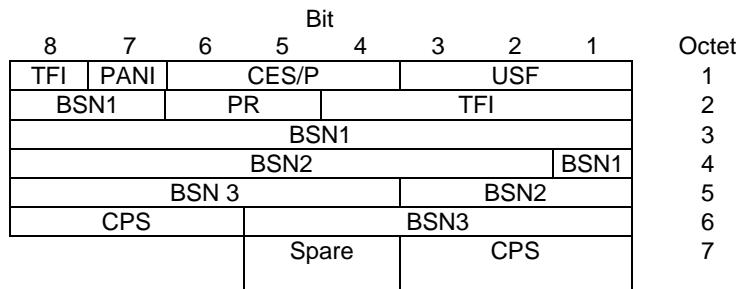 Bit
8 7 6 5 4 3 2 1 Octet
TFI PANI CES/P USF 1
BSN1 PR TFI 2
BSN1 3
BSN2 BSN1 4
BSN 3 BSN2 5
CPS BSN3 6
Spare CPS 7